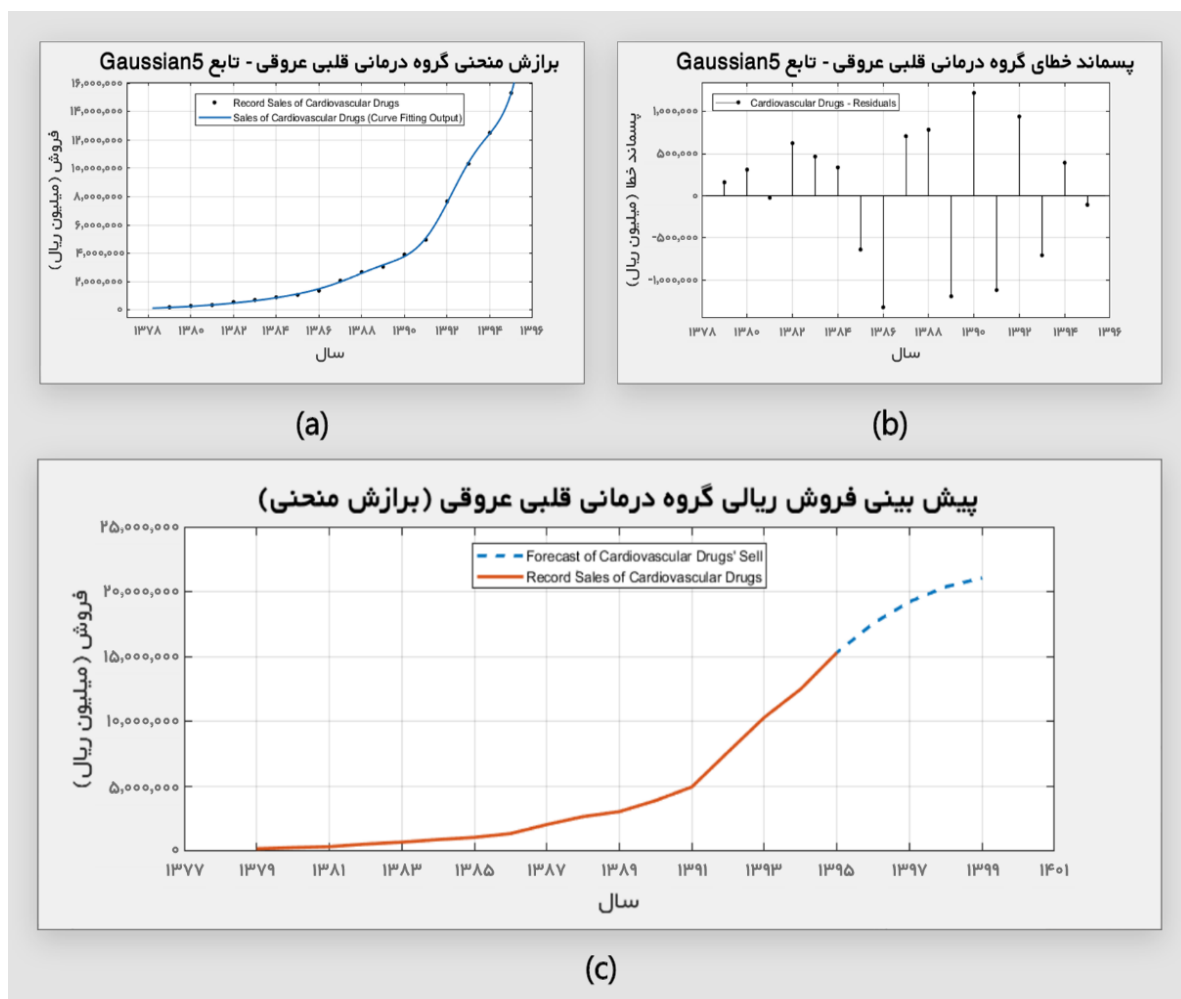 برازش منحنی گروه درمانی قلبی عروقی - تابع Gaussian5
Record Sales of Cardiovascular Drugs
Sales of Cardiovascular Drugs (Curve Fitting Output)
۱۶,۰۰۰,۰۰۰
۱۴,۰۰۰,۰۰۰
۱۲,۰۰۰,۰۰۰
۱۰,۰۰۰,۰۰۰
۸,۰۰۰,۰۰۰
۶,۰۰۰,۰۰۰
۴,۰۰۰,۰۰۰
۲,۰۰۰,۰۰۰
۰
فروش (میلیون ریال)
۱۳۷۸ ۱۳۸۰ ۱۳۸۲ ۱۳۸۴ ۱۳۸۶ ۱۳۸۸ ۱۳۹۰ ۱۳۹۲ ۱۳۹۴ ۱۳۹۶
سال
(a)
پسماند خطای گروه درمانی قلبی عروقی - تابع Gaussian5
Cardiovascular Drugs - Residuals
۱,۰۰۰,۰۰۰
۵۰۰,۰۰۰
۰
-۵۰۰,۰۰۰
-۱,۰۰۰,۰۰۰
پسماند خطا (میلیون ریال)
۱۳۷۸ ۱۳۸۰ ۱۳۸۲ ۱۳۸۴ ۱۳۸۶ ۱۳۸۸ ۱۳۹۰ ۱۳۹۲ ۱۳۹۴ ۱۳۹۶
سال
(b)
پیش بینی فروش ریالی گروه درمانی قلبی عروقی (برازش منحنی)
Forecast of Cardiovascular Drugs' Sell
Record Sales of Cardiovascular Drugs
۲۵,۰۰۰,۰۰۰
۲۰,۰۰۰,۰۰۰
۱۵,۰۰۰,۰۰۰
۱۰,۰۰۰,۰۰۰
۵,۰۰۰,۰۰۰
۰
فروش (میلیون ریال)
۱۳۷۷ ۱۳۷۹ ۱۳۸۱ ۱۳۸۳ ۱۳۸۵ ۱۳۸۷ ۱۳۸۹ ۱۳۹۱ ۱۳۹۳ ۱۳۹۵ ۱۳۹۷ ۱۳۹۹ ۱۴۰۱
سال
(c)